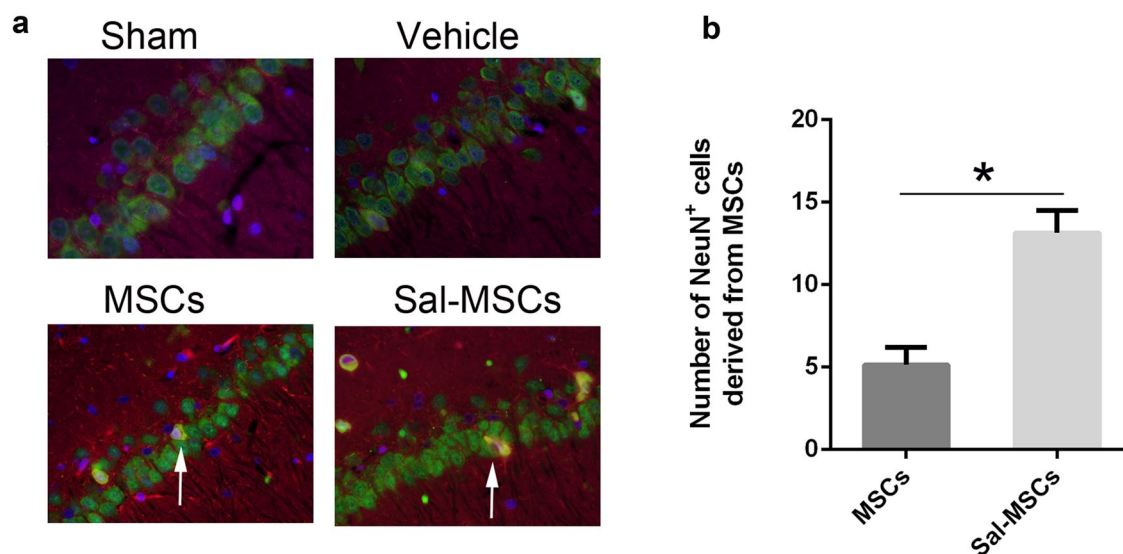 a
Sham
Vehicle
MSCs
Sal-MSCs
b
Number of NeuN⁺ cells
derived from MSCs
20
15
10
5
0
*
MSCs
Sal-MSCs